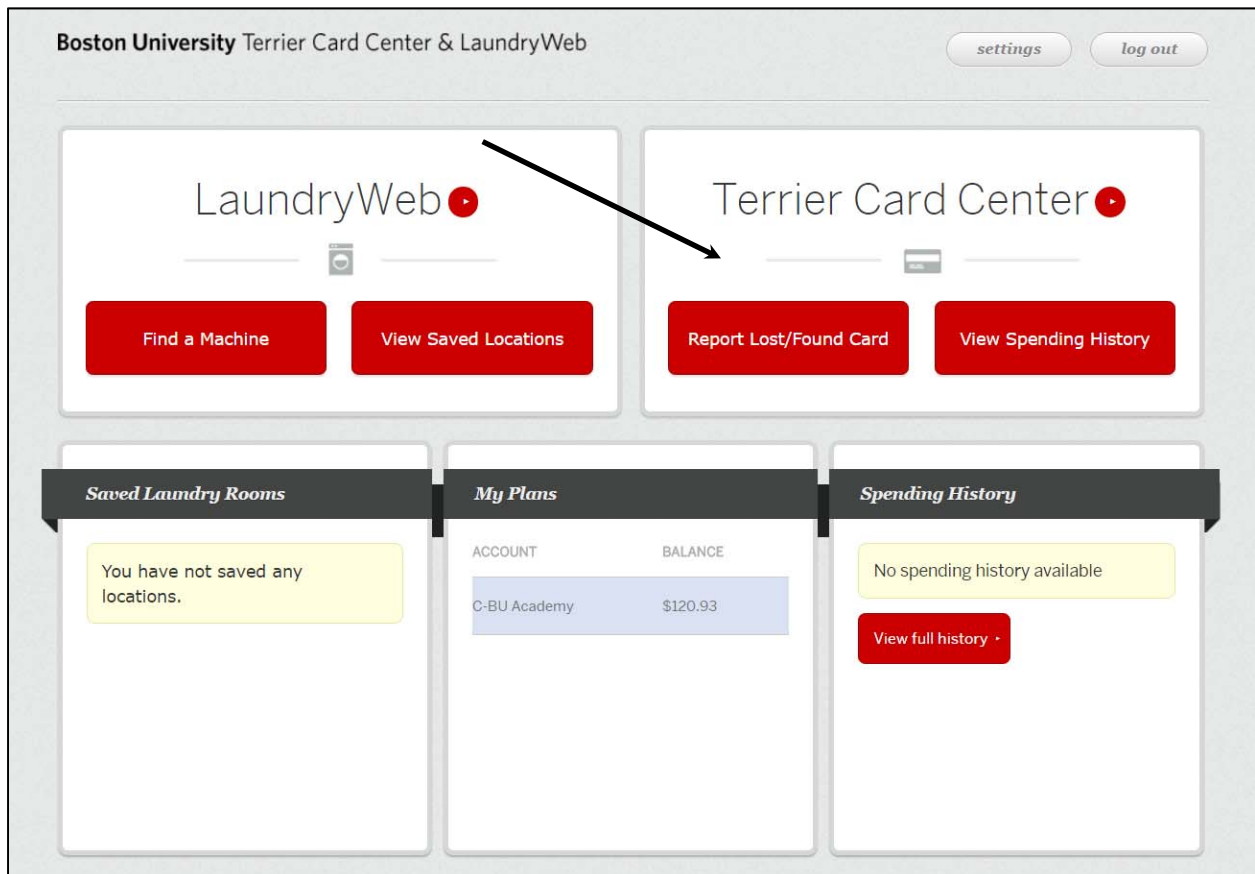 Boston University Terrier Card Center & LaundryWeb
settings
log out
LaundryWeb
Find a Machine
View Saved Locations
Terrier Card Center
Report Lost/Found Card
View Spending History
Saved Laundry Rooms
You have not saved any
locations.
My Plans
ACCOUNT BALANCE
C-BU Academy $120.93
Spending History
No spending history available
View full history